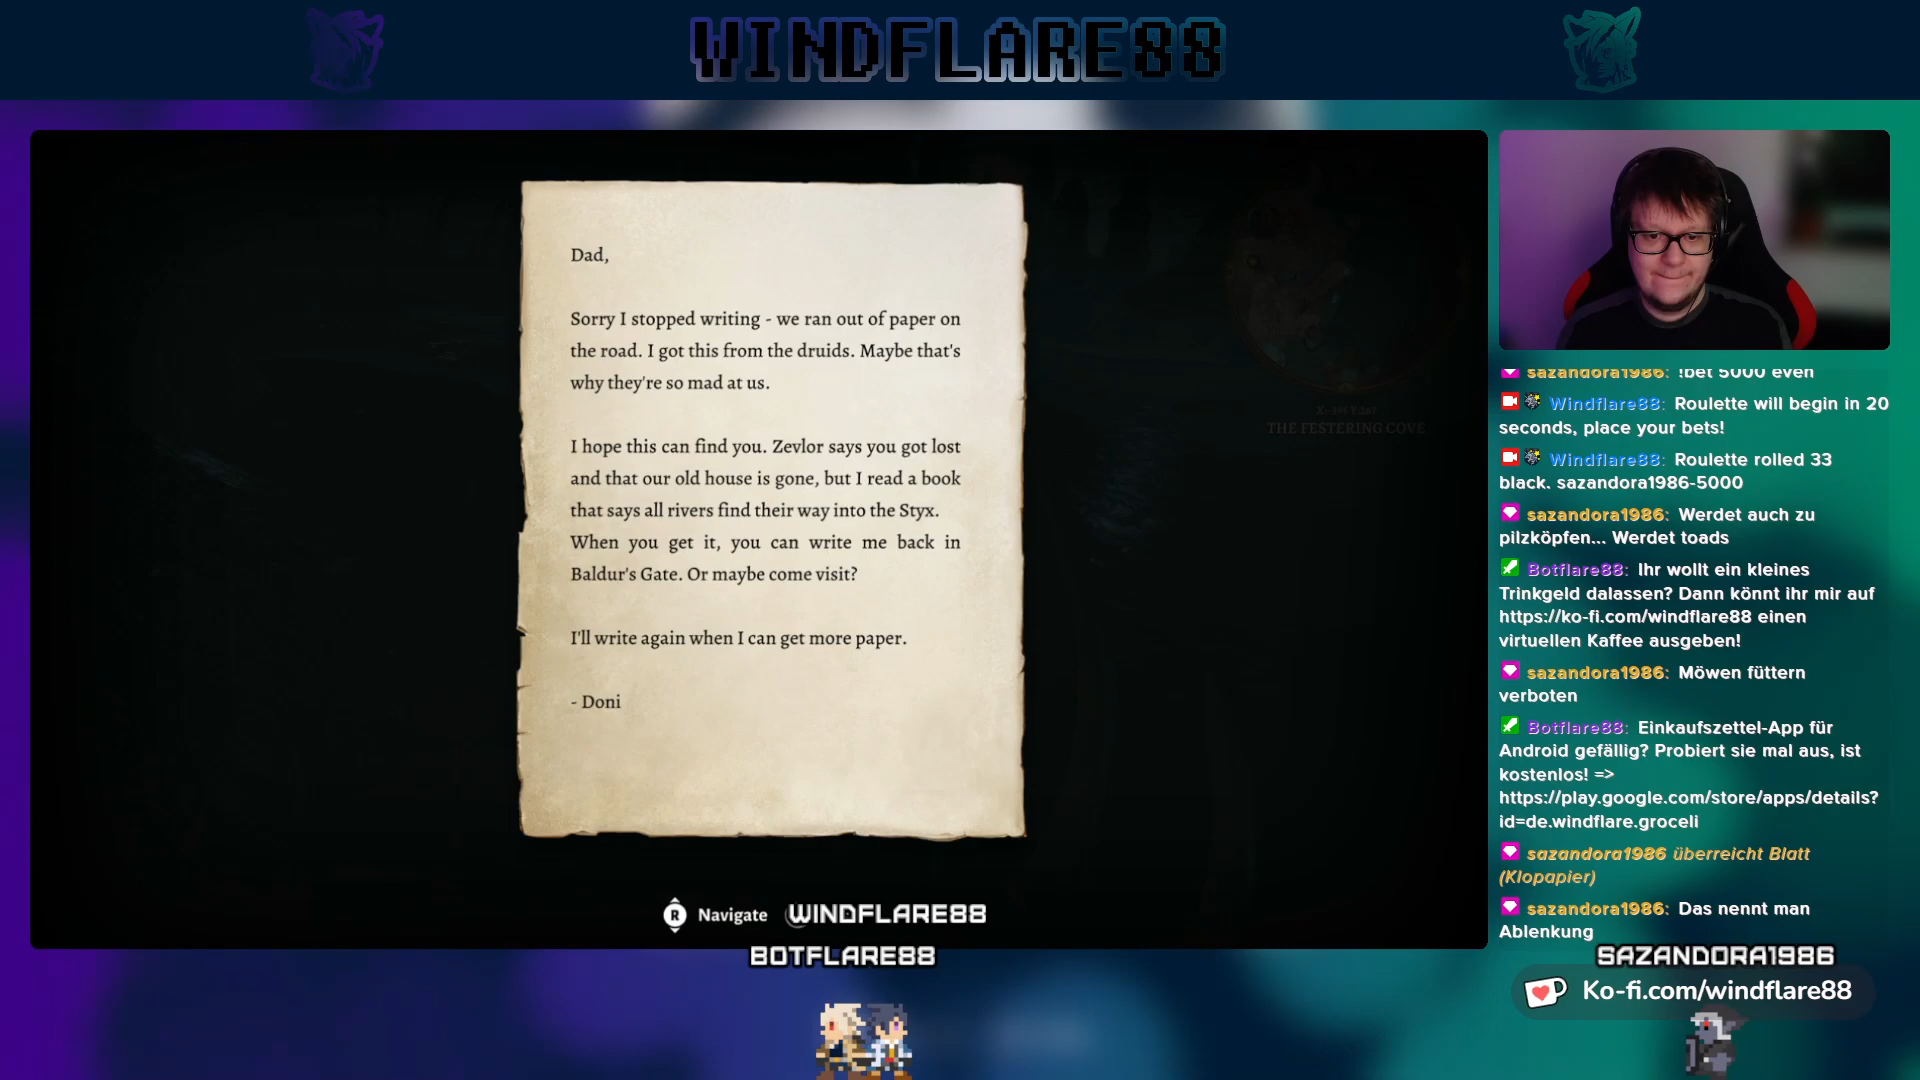 WINDFLARE88
Dad,
Sorry I stopped writing - we ran out of paper on
the road. I got this from the druids. Maybe that's
why they're so mad at us.
I hope this can find you. Zevlor says you got lost
and that our old house is gone, but I read a book
that says all rivers find their way into the Styx.
When you get it, you can write me back in
Baldur's Gate. Or maybe come visit?
I'll write again when I can get more paper.
- Doni
THE FESTERING COVE
R Navigate WINDFLARE88
BOTFLARE88
sazandora1986: !bet 5000 even
Windflare88: Roulette will begin in 20
seconds, place your bets!
Windflare88: Roulette rolled 33
black. sazandora1986-5000
sazandora1986: Werdet auch zu
pilzköpfen... Werdet toads
Botflare88: Ihr wollt ein kleines
Trinkgeld dalassen? Dann könnt ihr mir auf
https://ko-fi.com/windflare88 einen
virtuellen Kaffee ausgeben!
sazandora1986: Möwen füttern
verboten
Botflare88: Einkaufszettel-App für
Android gefällig? Probiert sie mal aus, ist
kostenlos! =>
https://play.google.com/store/apps/details?
id=de.windflare.groceli
sazandora1986 überreicht Blatt
(Klopapier)
sazandora1986: Das nennt man
Ablenkung
SAZANDORA1986
Ko-fi.com/windflare88